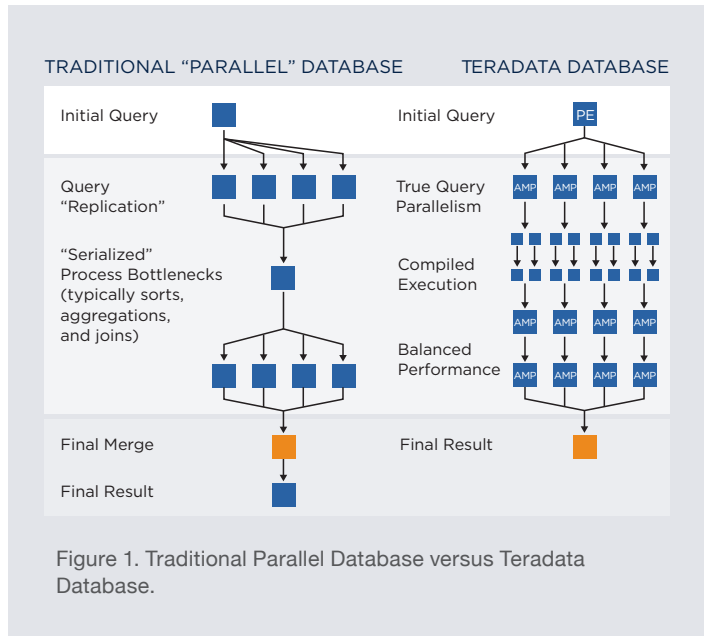 TRADITIONAL “PARALLEL” DATABASE
Initial Query
Query
“Replication”
“Serialized”
Process Bottlenecks
(typically sorts,
aggregations,
and joins)
Final Merge
Final Result
TERADATA DATABASE
Initial Query
PE
True Query
Parallelism
AMP AMP AMP AMP
Compiled
Execution
AMP AMP AMP AMP
Balanced
Performance
AMP AMP AMP AMP
Final Result
Figure 1. Traditional Parallel Database versus Teradata
Database.